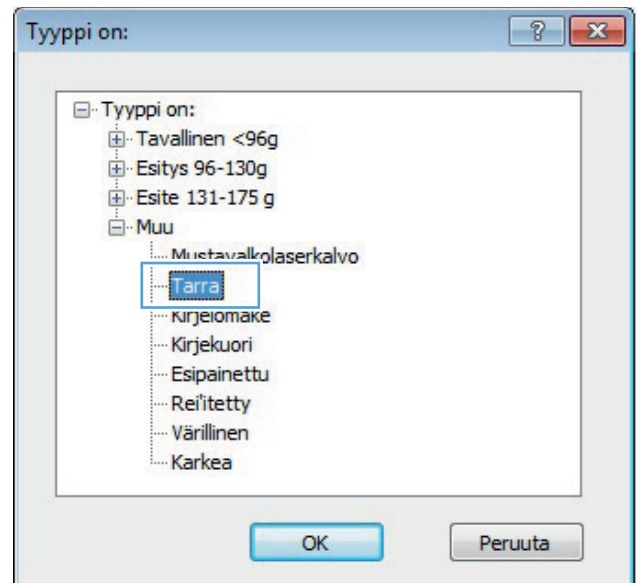 Tyyppi on:
Tyyppi on:
Tavallinen <96g
Esitys 96-130g
Esite 131-175 g
Muu
Mustavalkolaserkalvo
Tarra
Kirjelomake
Kirjekuori
Esipainettu
Rei'itetty
Värillinen
Karkea
OK Peruuta